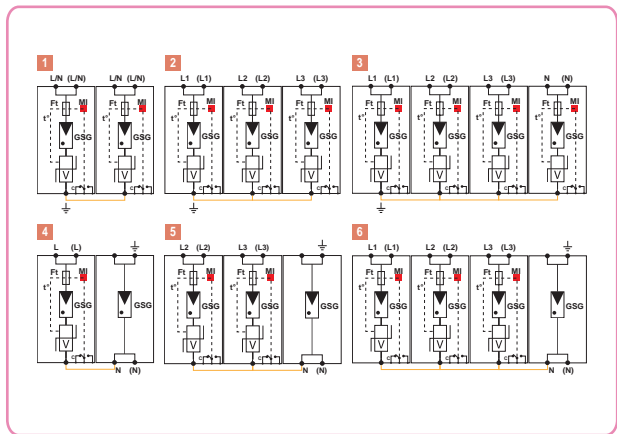 1 2 3
L/N (L/N) L/N (L/N) L1 (L1) L2 (L2) L3 (L3) L1 (L1) L2 (L2) L3 (L3) N (N)
Ft MI Ft MI Ft MI Ft MI Ft MI Ft MI Ft MI Ft MI Ft MI
t° t° t° t° t° t° t° t° t°
GSG GSG GSG GSG GSG GSG GSG GSG GSG
V V V V V V V V V
C C C C C C C C C
4 5 6
L (L) L2 (L2) L3 (L3) L1 (L1) L2 (L2) L3 (L3)
Ft MI Ft MI Ft MI Ft MI Ft MI Ft MI
t° t° t° t° t° t°
GSG GSG GSG GSG GSG GSG GSG GSG GSG
V V V V V V
C C C C C C
N (N) N (N) N (N)